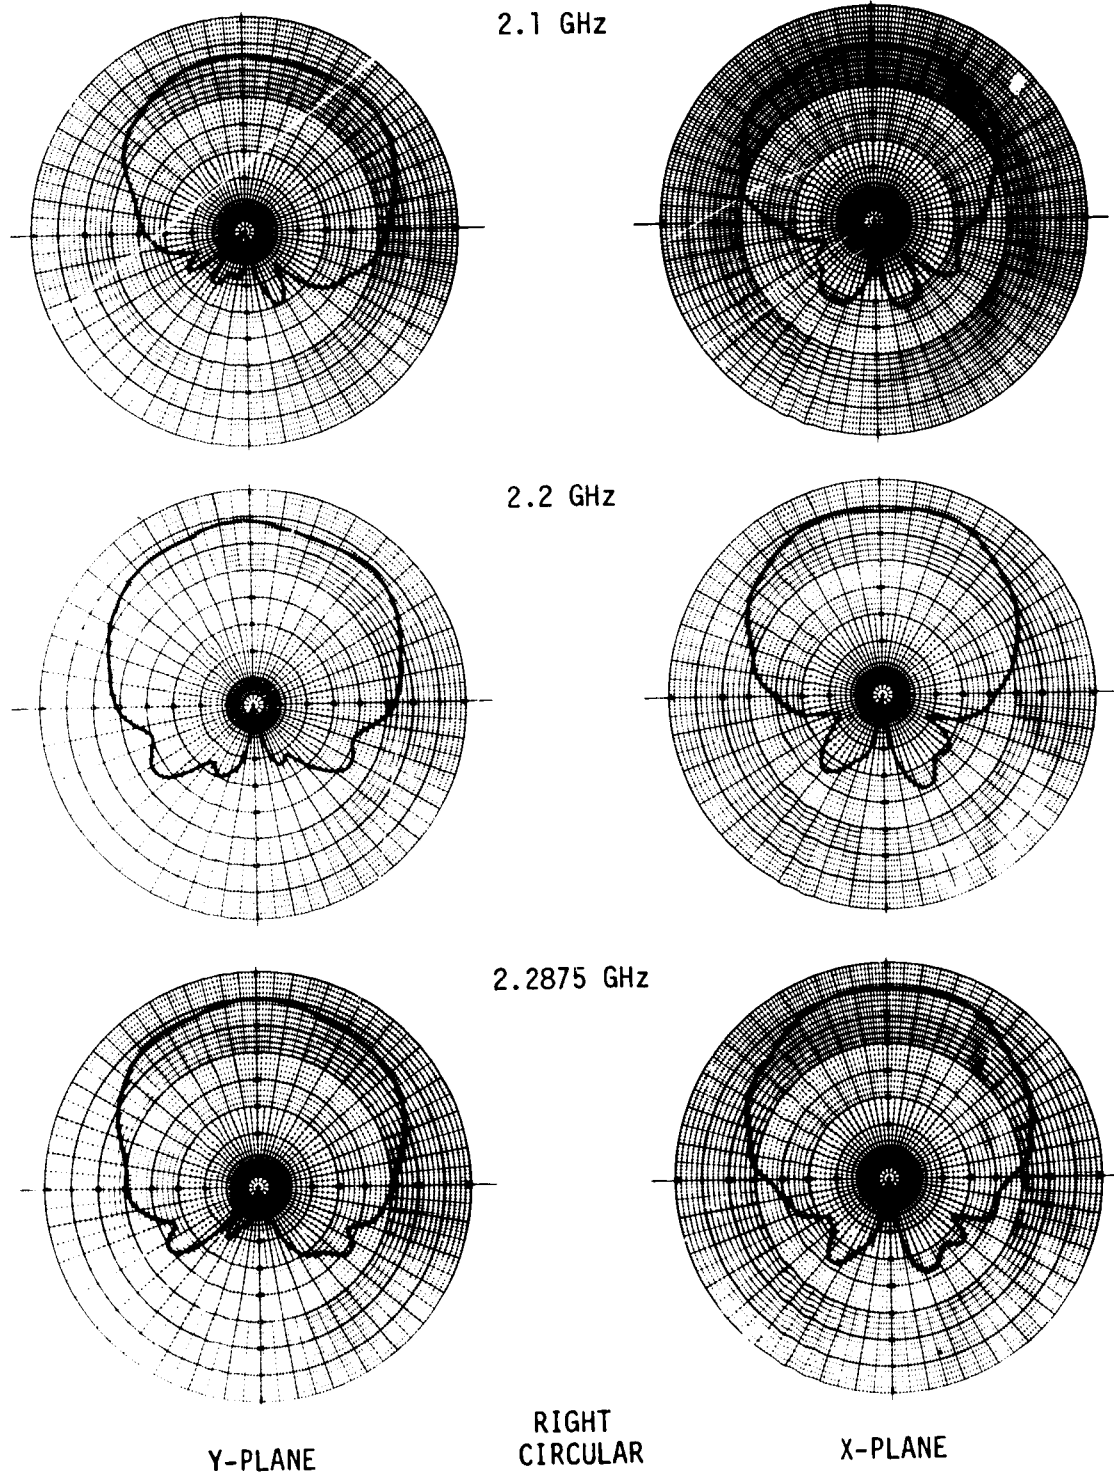 2.1 GHz
2.2 GHz
2.2875 GHz
RIGHT
CIRCULAR
Y-PLANE
X-PLANE